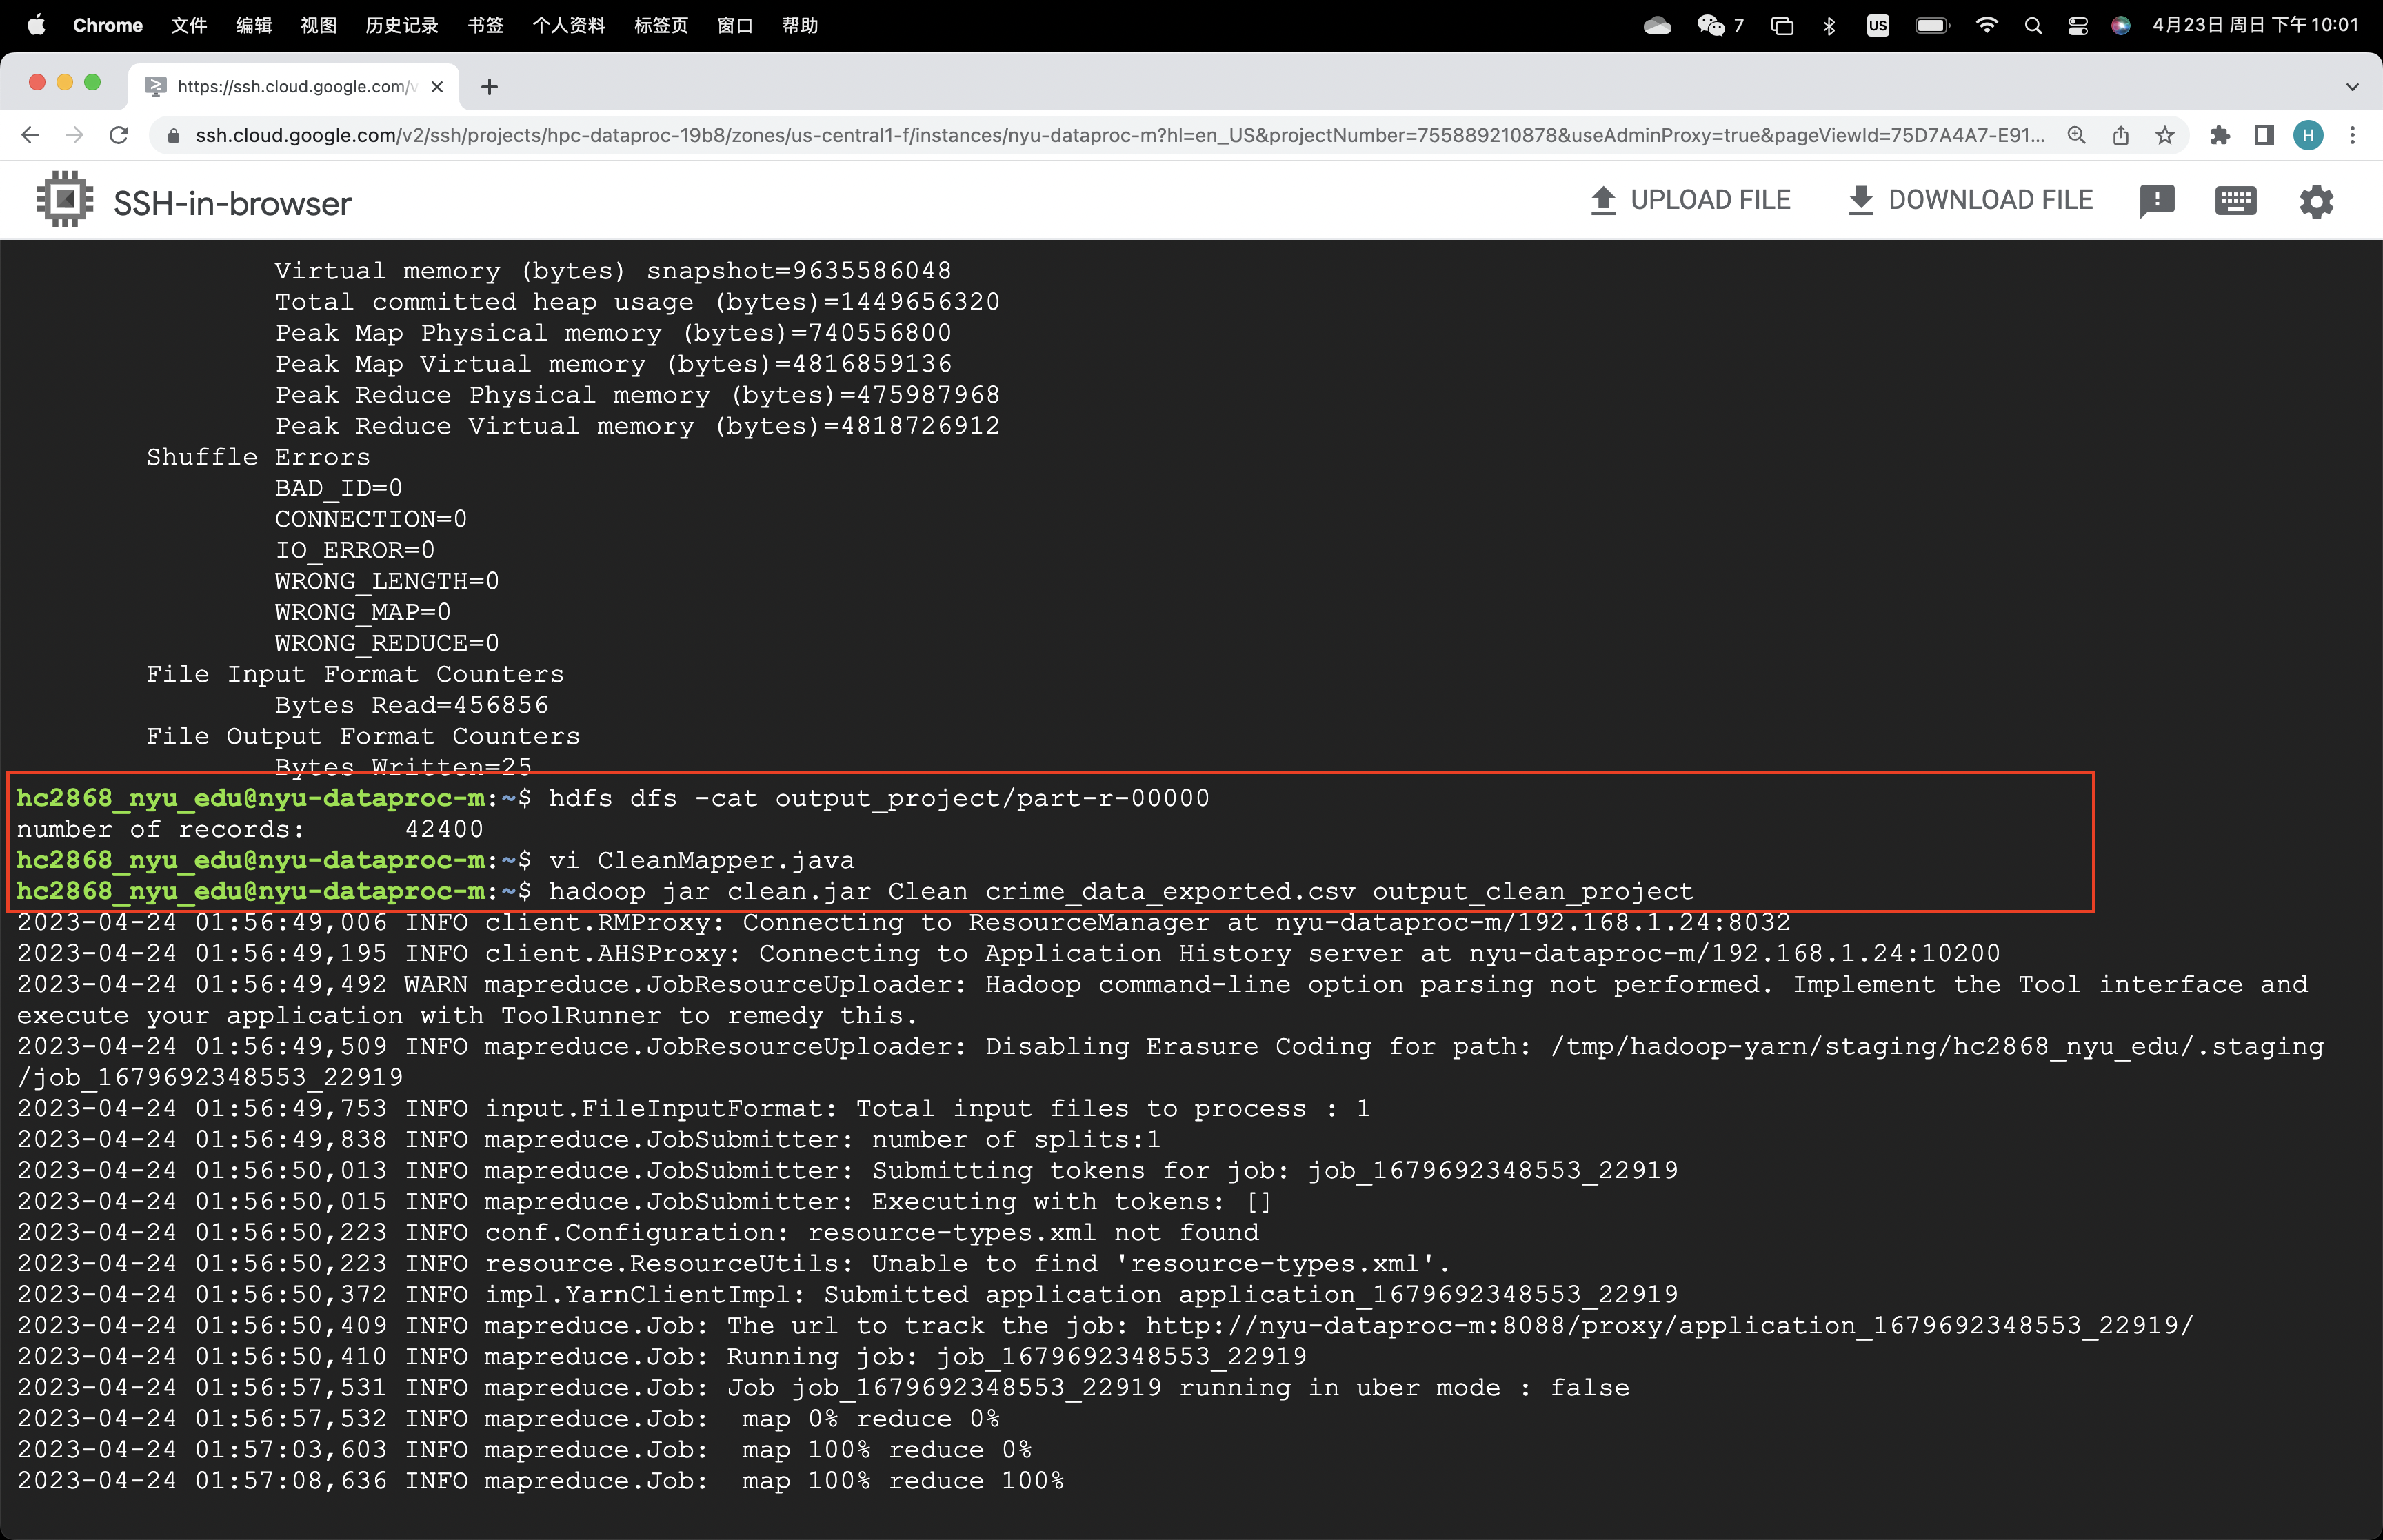 Chrome 文件 编辑 视图 历史记录 书签 个人资料 标签页 窗口 帮助 7 US 4月23日 周日 下午 10:01
https://ssh.cloud.google.com/v
ssh.cloud.google.com/v2/ssh/projects/hpc-dataproc-19b8/zones/us-central1-f/instances/nyu-dataproc-m?hl=en_US&projectNumber=755889210878&useAdminProxy=true&pageViewId=75D7A4A7-E91... H
SSH-in-browser UPLOAD FILE DOWNLOAD FILE
Virtual memory (bytes) snapshot=9635586048
Total committed heap usage (bytes)=1449656320
Peak Map Physical memory (bytes)=740556800
Peak Map Virtual memory (bytes)=4816859136
Peak Reduce Physical memory (bytes)=475987968
Peak Reduce Virtual memory (bytes)=4818726912
Shuffle Errors
BAD_ID=0
CONNECTION=0
IO_ERROR=0
WRONG_LENGTH=0
WRONG_MAP=0
WRONG_REDUCE=0
File Input Format Counters
Bytes Read=456856
File Output Format Counters
Bytes Written=25
hc2868_nyu_edu@nyu-dataproc-m:~$ hdfs dfs -cat output_project/part-r-00000
number of records: 42400
hc2868_nyu_edu@nyu-dataproc-m:~$ vi CleanMapper.java
hc2868_nyu_edu@nyu-dataproc-m:~$ hadoop jar clean.jar Clean crime_data_exported.csv output_clean_project
2023-04-24 01:56:49,006 INFO client.RMProxy: Connecting to ResourceManager at nyu-dataproc-m/192.168.1.24:8032
2023-04-24 01:56:49,195 INFO client.AHSProxy: Connecting to Application History server at nyu-dataproc-m/192.168.1.24:10200
2023-04-24 01:56:49,492 WARN mapreduce.JobResourceUploader: Hadoop command-line option parsing not performed. Implement the Tool interface and
execute your application with ToolRunner to remedy this.
2023-04-24 01:56:49,509 INFO mapreduce.JobResourceUploader: Disabling Erasure Coding for path: /tmp/hadoop-yarn/staging/hc2868_nyu_edu/.staging
/job_1679692348553_22919
2023-04-24 01:56:49,753 INFO input.FileInputFormat: Total input files to process : 1
2023-04-24 01:56:49,838 INFO mapreduce.JobSubmitter: number of splits:1
2023-04-24 01:56:50,013 INFO mapreduce.JobSubmitter: Submitting tokens for job: job_1679692348553_22919
2023-04-24 01:56:50,015 INFO mapreduce.JobSubmitter: Executing with tokens: []
2023-04-24 01:56:50,223 INFO conf.Configuration: resource-types.xml not found
2023-04-24 01:56:50,223 INFO resource.ResourceUtils: Unable to find 'resource-types.xml'.
2023-04-24 01:56:50,372 INFO impl.YarnClientImpl: Submitted application application_1679692348553_22919
2023-04-24 01:56:50,409 INFO mapreduce.Job: The url to track the job: http://nyu-dataproc-m:8088/proxy/application_1679692348553_22919/
2023-04-24 01:56:50,410 INFO mapreduce.Job: Running job: job_1679692348553_22919
2023-04-24 01:56:57,531 INFO mapreduce.Job: Job job_1679692348553_22919 running in uber mode : false
2023-04-24 01:56:57,532 INFO mapreduce.Job:  map 0% reduce 0%
2023-04-24 01:57:03,603 INFO mapreduce.Job:  map 100% reduce 0%
2023-04-24 01:57:08,636 INFO mapreduce.Job:  map 100% reduce 100%